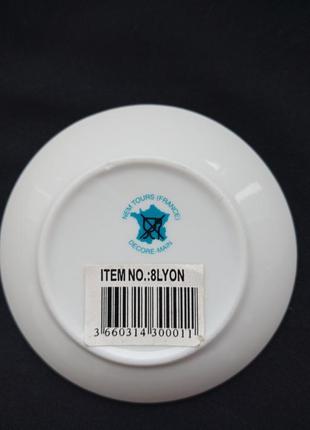 NEM TOURS (FRANCE)
DECORE-MAIN
ITEM NO.:8LYON
3 660314 300011